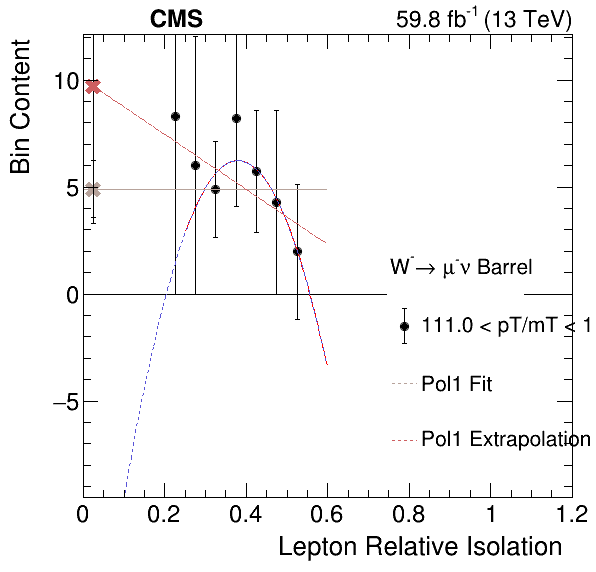 CMS 59.8 fb⁻¹ (13 TeV)
Bin Content
10
5
0
−5
W⁻→ μ⁻ν Barrel
111.0 < pT/mT < 1
Pol1 Fit
Pol1 Extrapolation
0 0.2 0.4 0.6 0.8 1 1.2
Lepton Relative Isolation